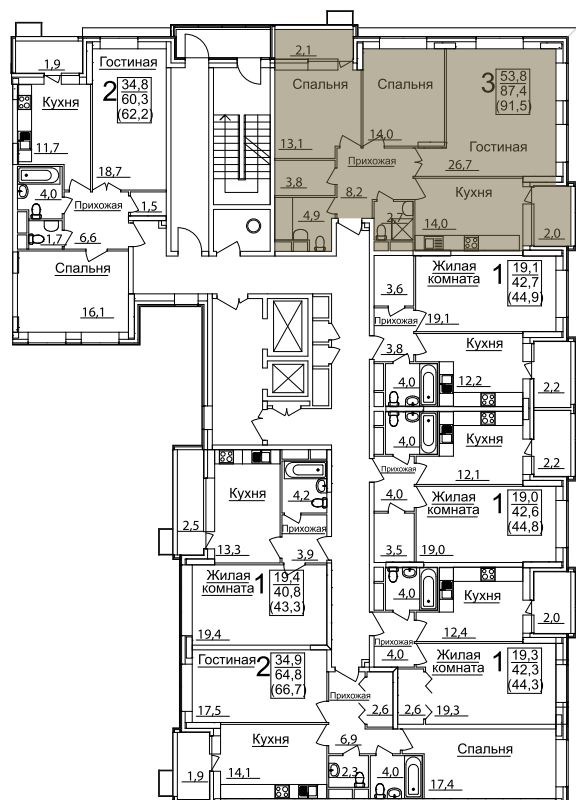 1,9
Гостиная
2
34,8
60,3
(62,2)
Кухня
11,7
18,7
4,0
Прихожая
1,5
1,7
6,6
Спальня
16,1
2,1
Спальня
Спальня
3
53,8
87,4
(91,5)
13,1
14,0
Гостиная
Прихожая
26,7
3,8
8,2
Кухня
4,9
2,7
14,0
2,0
Жилая
комната
1
19,1
42,7
(44,9)
3,6
Прихожая
19,1
3,8
Кухня
4,0
12,2
2,2
4,0
Кухня
2,2
Прихожая
12,1
4,0
Жилая
комната
1
19,0
42,6
(44,8)
3,5
19,0
2,5
Кухня
4,2
Прихожая
13,3
3,9
Жилая
комната
1
19,4
40,8
(43,3)
19,4
4,0
Кухня
2,0
12,4
Прихожая
4,0
Жилая
комната
1
19,3
42,3
(44,3)
Гостиная
2
34,9
64,8
(66,7)
Прихожая
17,5
2,6
2,6
19,3
Кухня
6,9
Спальня
1,9
14,1
2,3
4,0
17,4